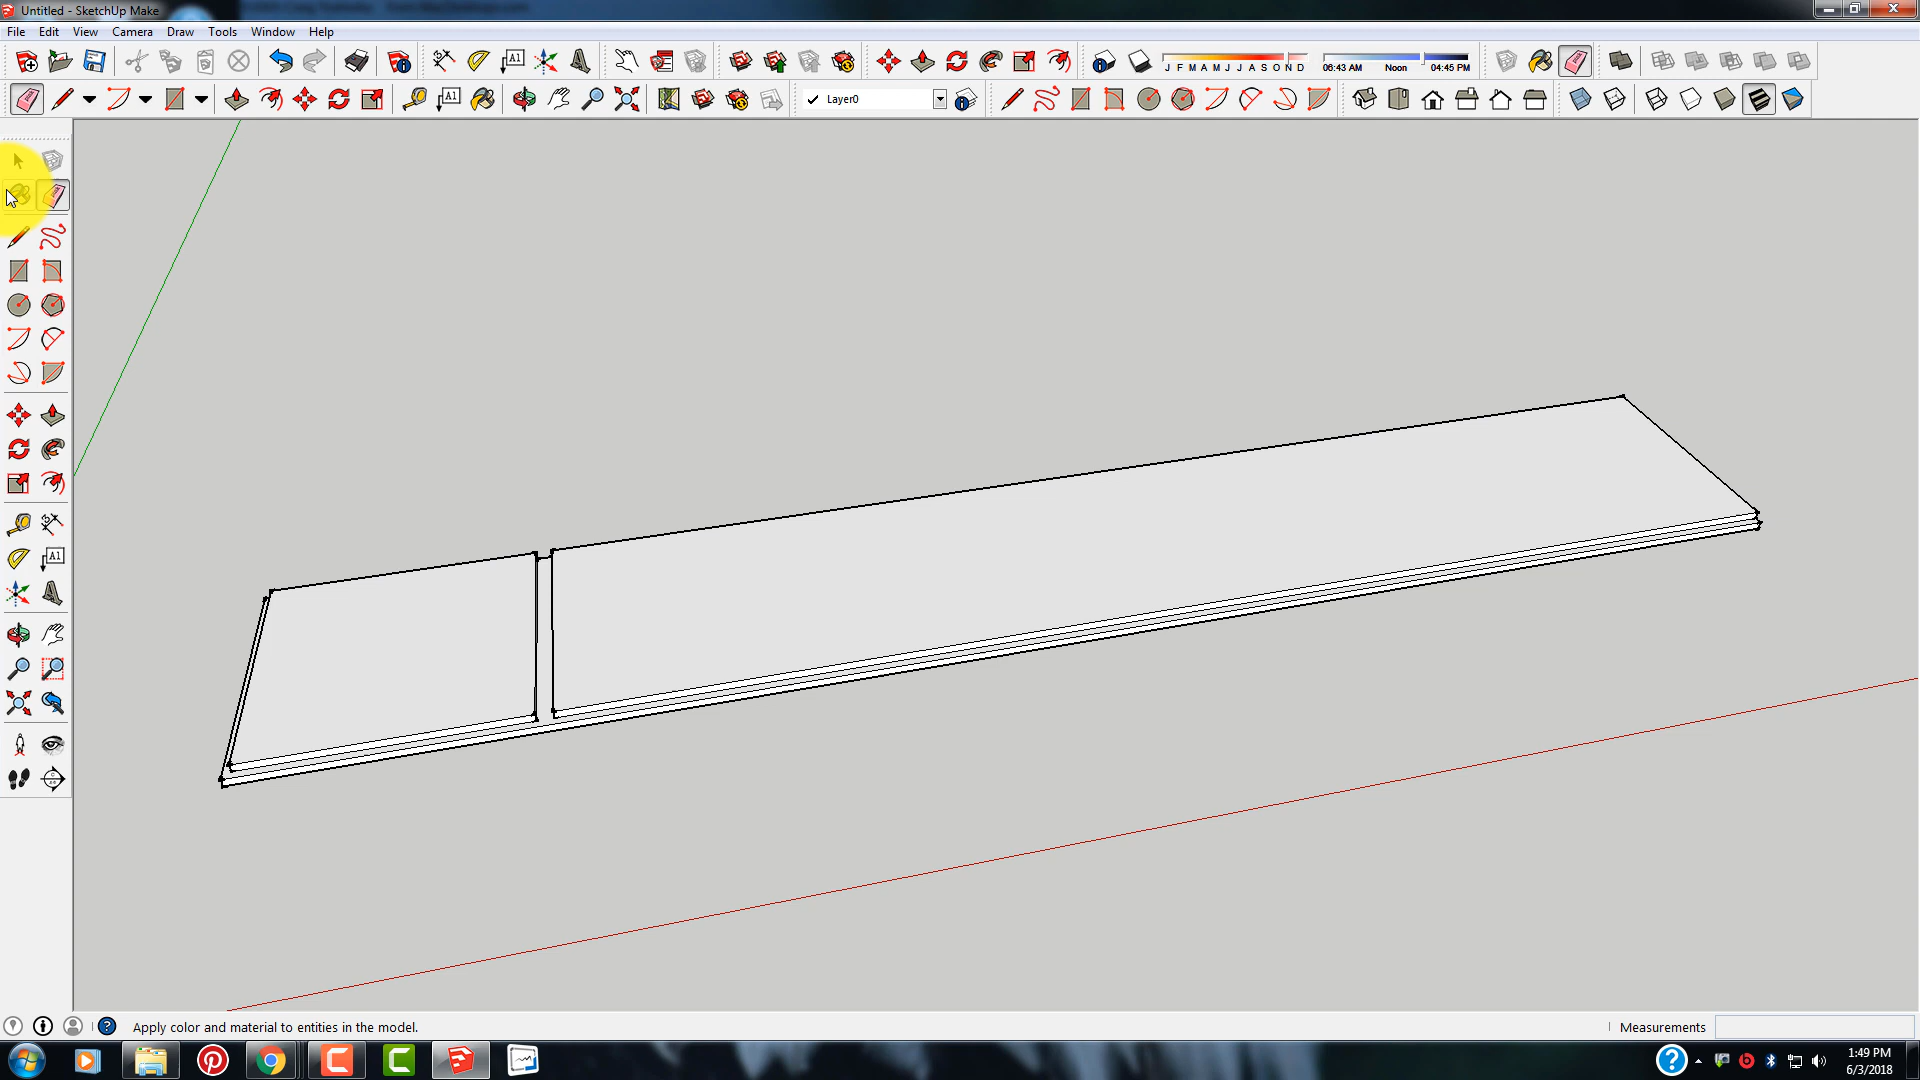 Untitled - SketchUp Make
File Edit View Camera Draw Tools Window Help
J F M A M J J A S O N D 06:43 AM Noon 04:45 PM
Layer0
Apply color and material to entities in the model.
Measurements
1:49 PM
6/3/2018